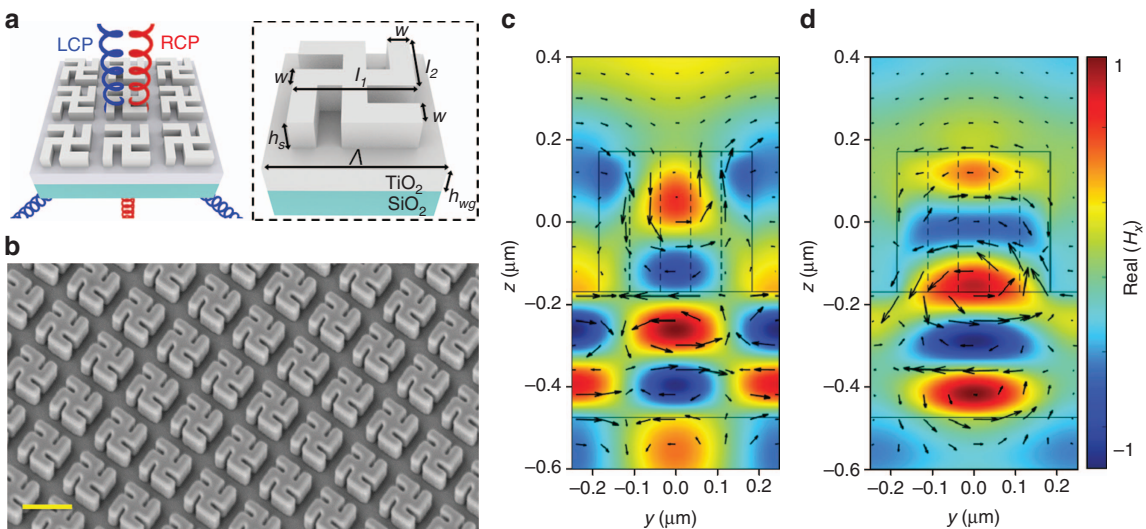 a
LCP
RCP
w
w
l1
l2
w
hs
Λ
TiO2
SiO2
hwg
b
c
0.4
0.2
0.0
−0.2
−0.4
−0.6
z (μm)
−0.2 −0.1 0.0 0.1 0.2
y (μm)
d
0.4
0.2
0.0
−0.2
−0.4
−0.6
z (μm)
−0.2 −0.1 0.0 0.1 0.2
y (μm)
1
−1
Real (Hx)